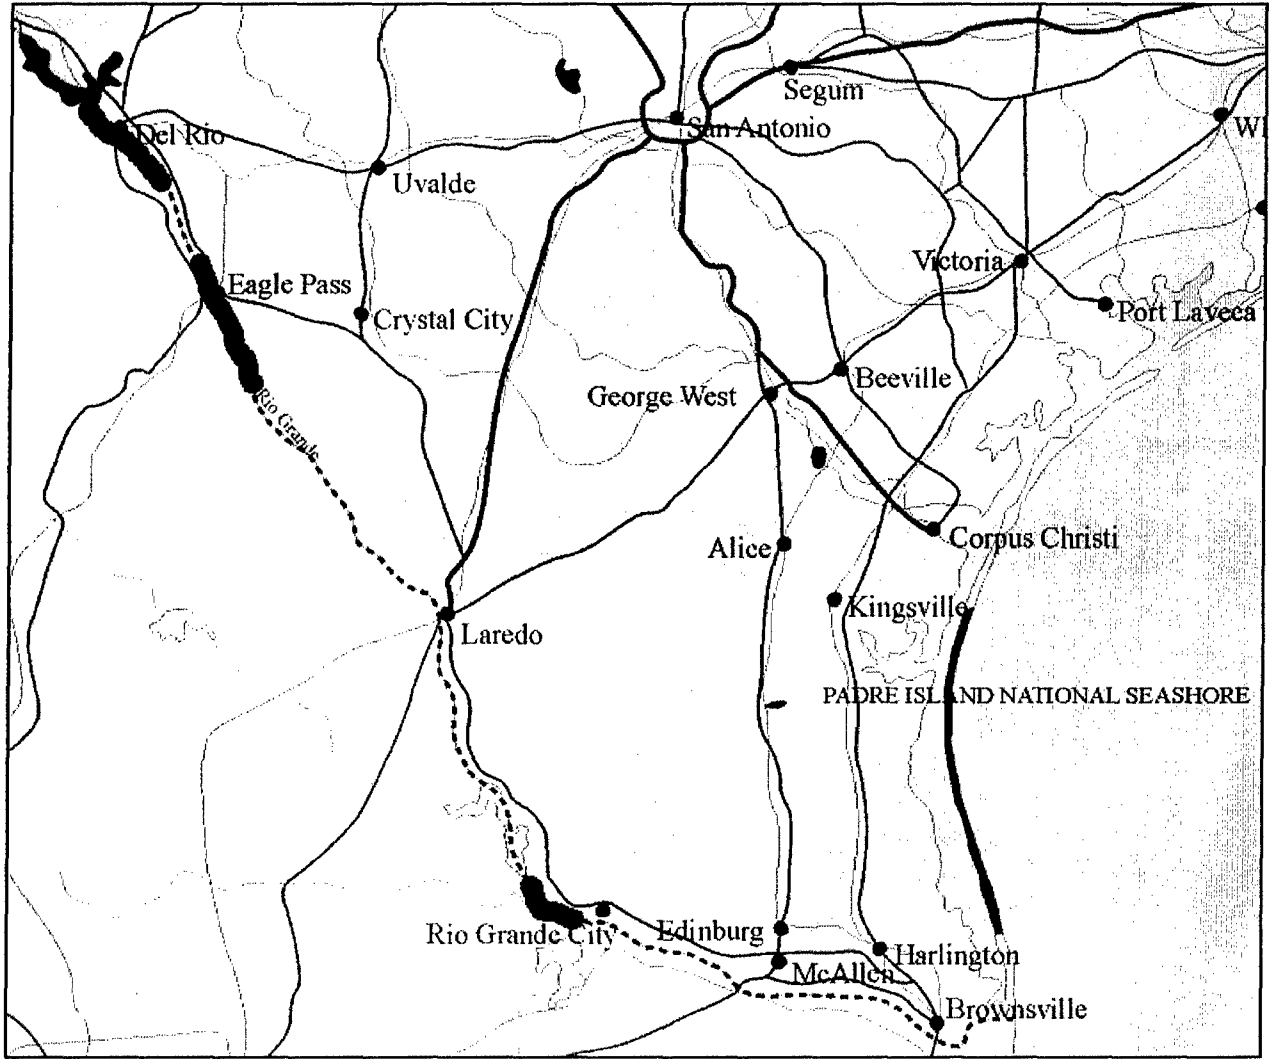 Segum
San Antonio
Wh
Del Rio
Uvalde
Victoria
Eagle Pass
Port Laveca
Crystal City
Beeville
George West
Rio Grande
Corpus Christi
Alice
Kingsville
Laredo
PADRE ISLAND NATIONAL SEASHORE
Rio Grande City
Edinburg
Harlington
McAllen
Brownsville